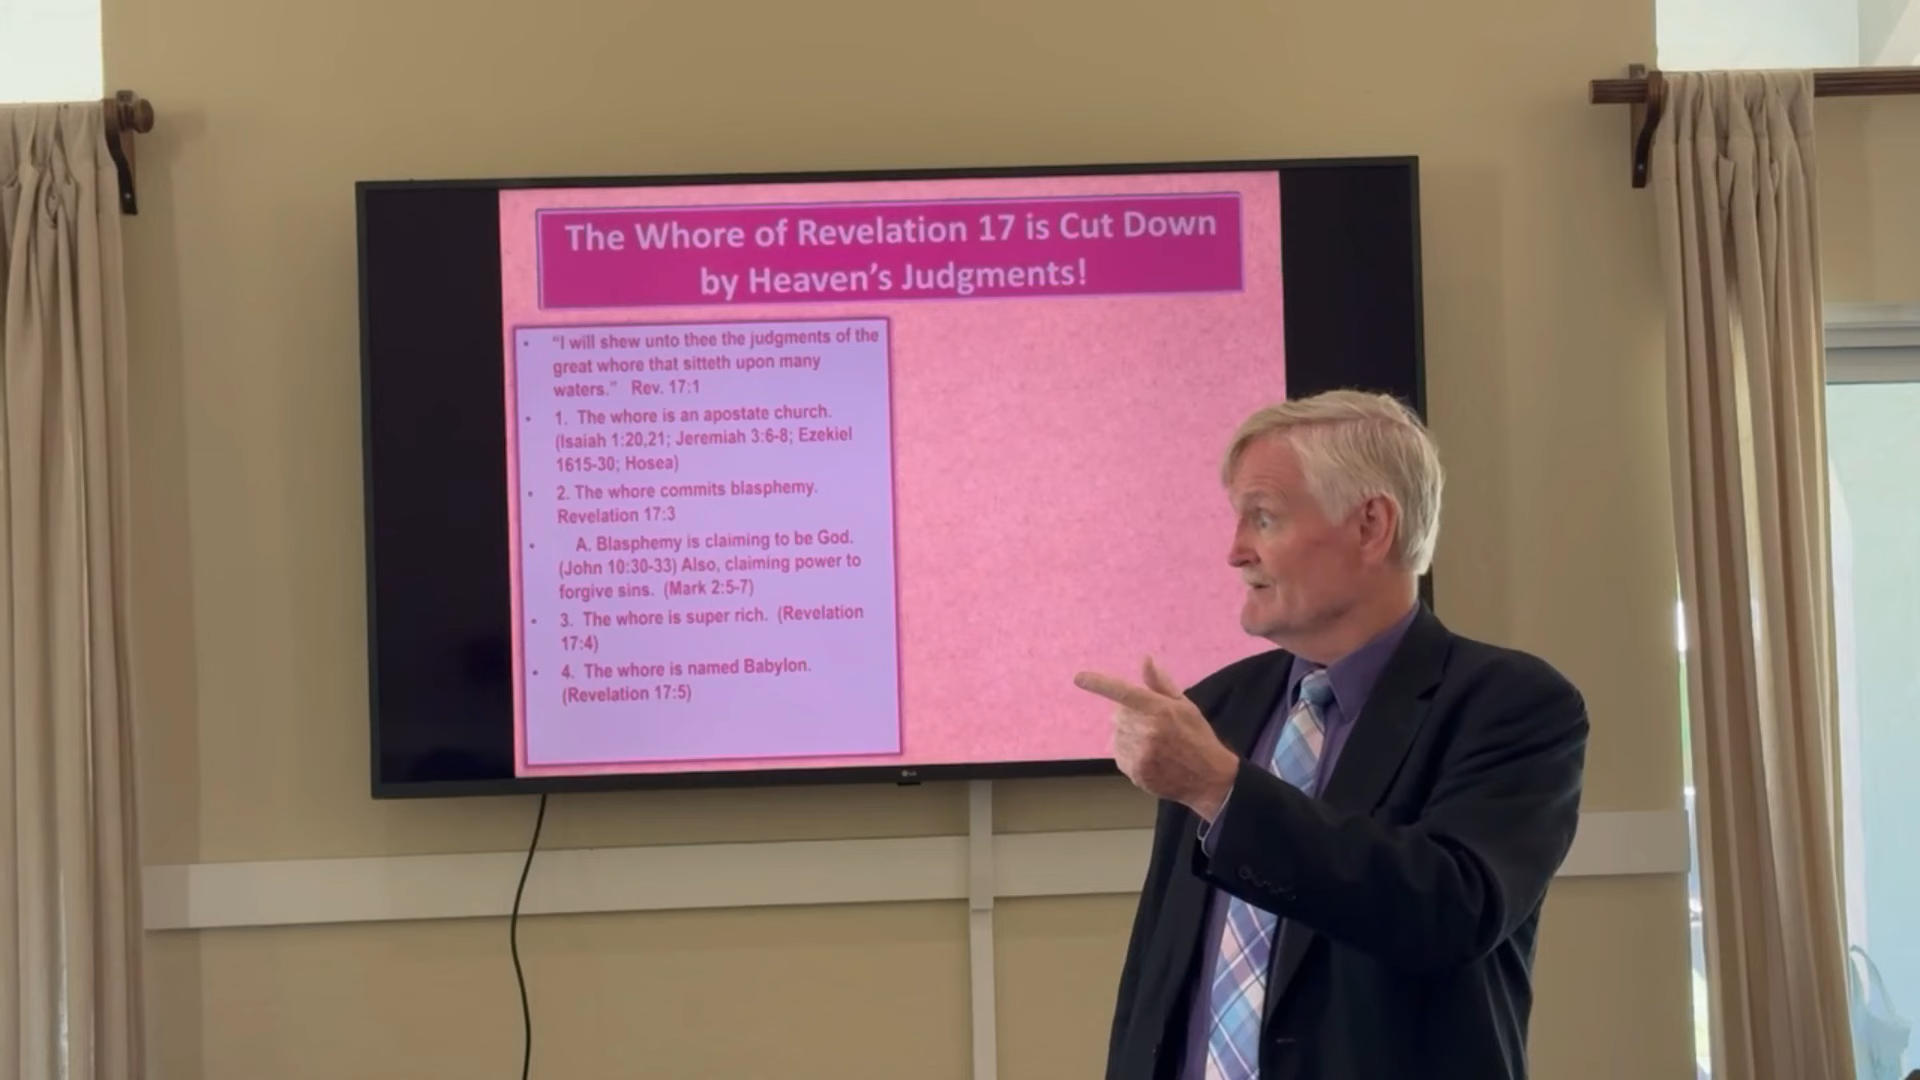 The Whore of Revelation 17 is Cut Down
by Heaven's Judgments!
• "I will shew unto thee the judgments of the
great whore that sitteth upon many
waters." Rev. 17:1
• 1. The whore is an apostate church.
(Isaiah 1:20,21; Jeremiah 3:6-8; Ezekiel
1615-30; Hosea)
• 2. The whore commits blasphemy.
Revelation 17:3
• A. Blasphemy is claiming to be God.
(John 10:30-33) Also, claiming power to
forgive sins. (Mark 2:5-7)
• 3. The whore is super rich. (Revelation
17:4)
• 4. The whore is named Babylon.
(Revelation 17:5)
LG